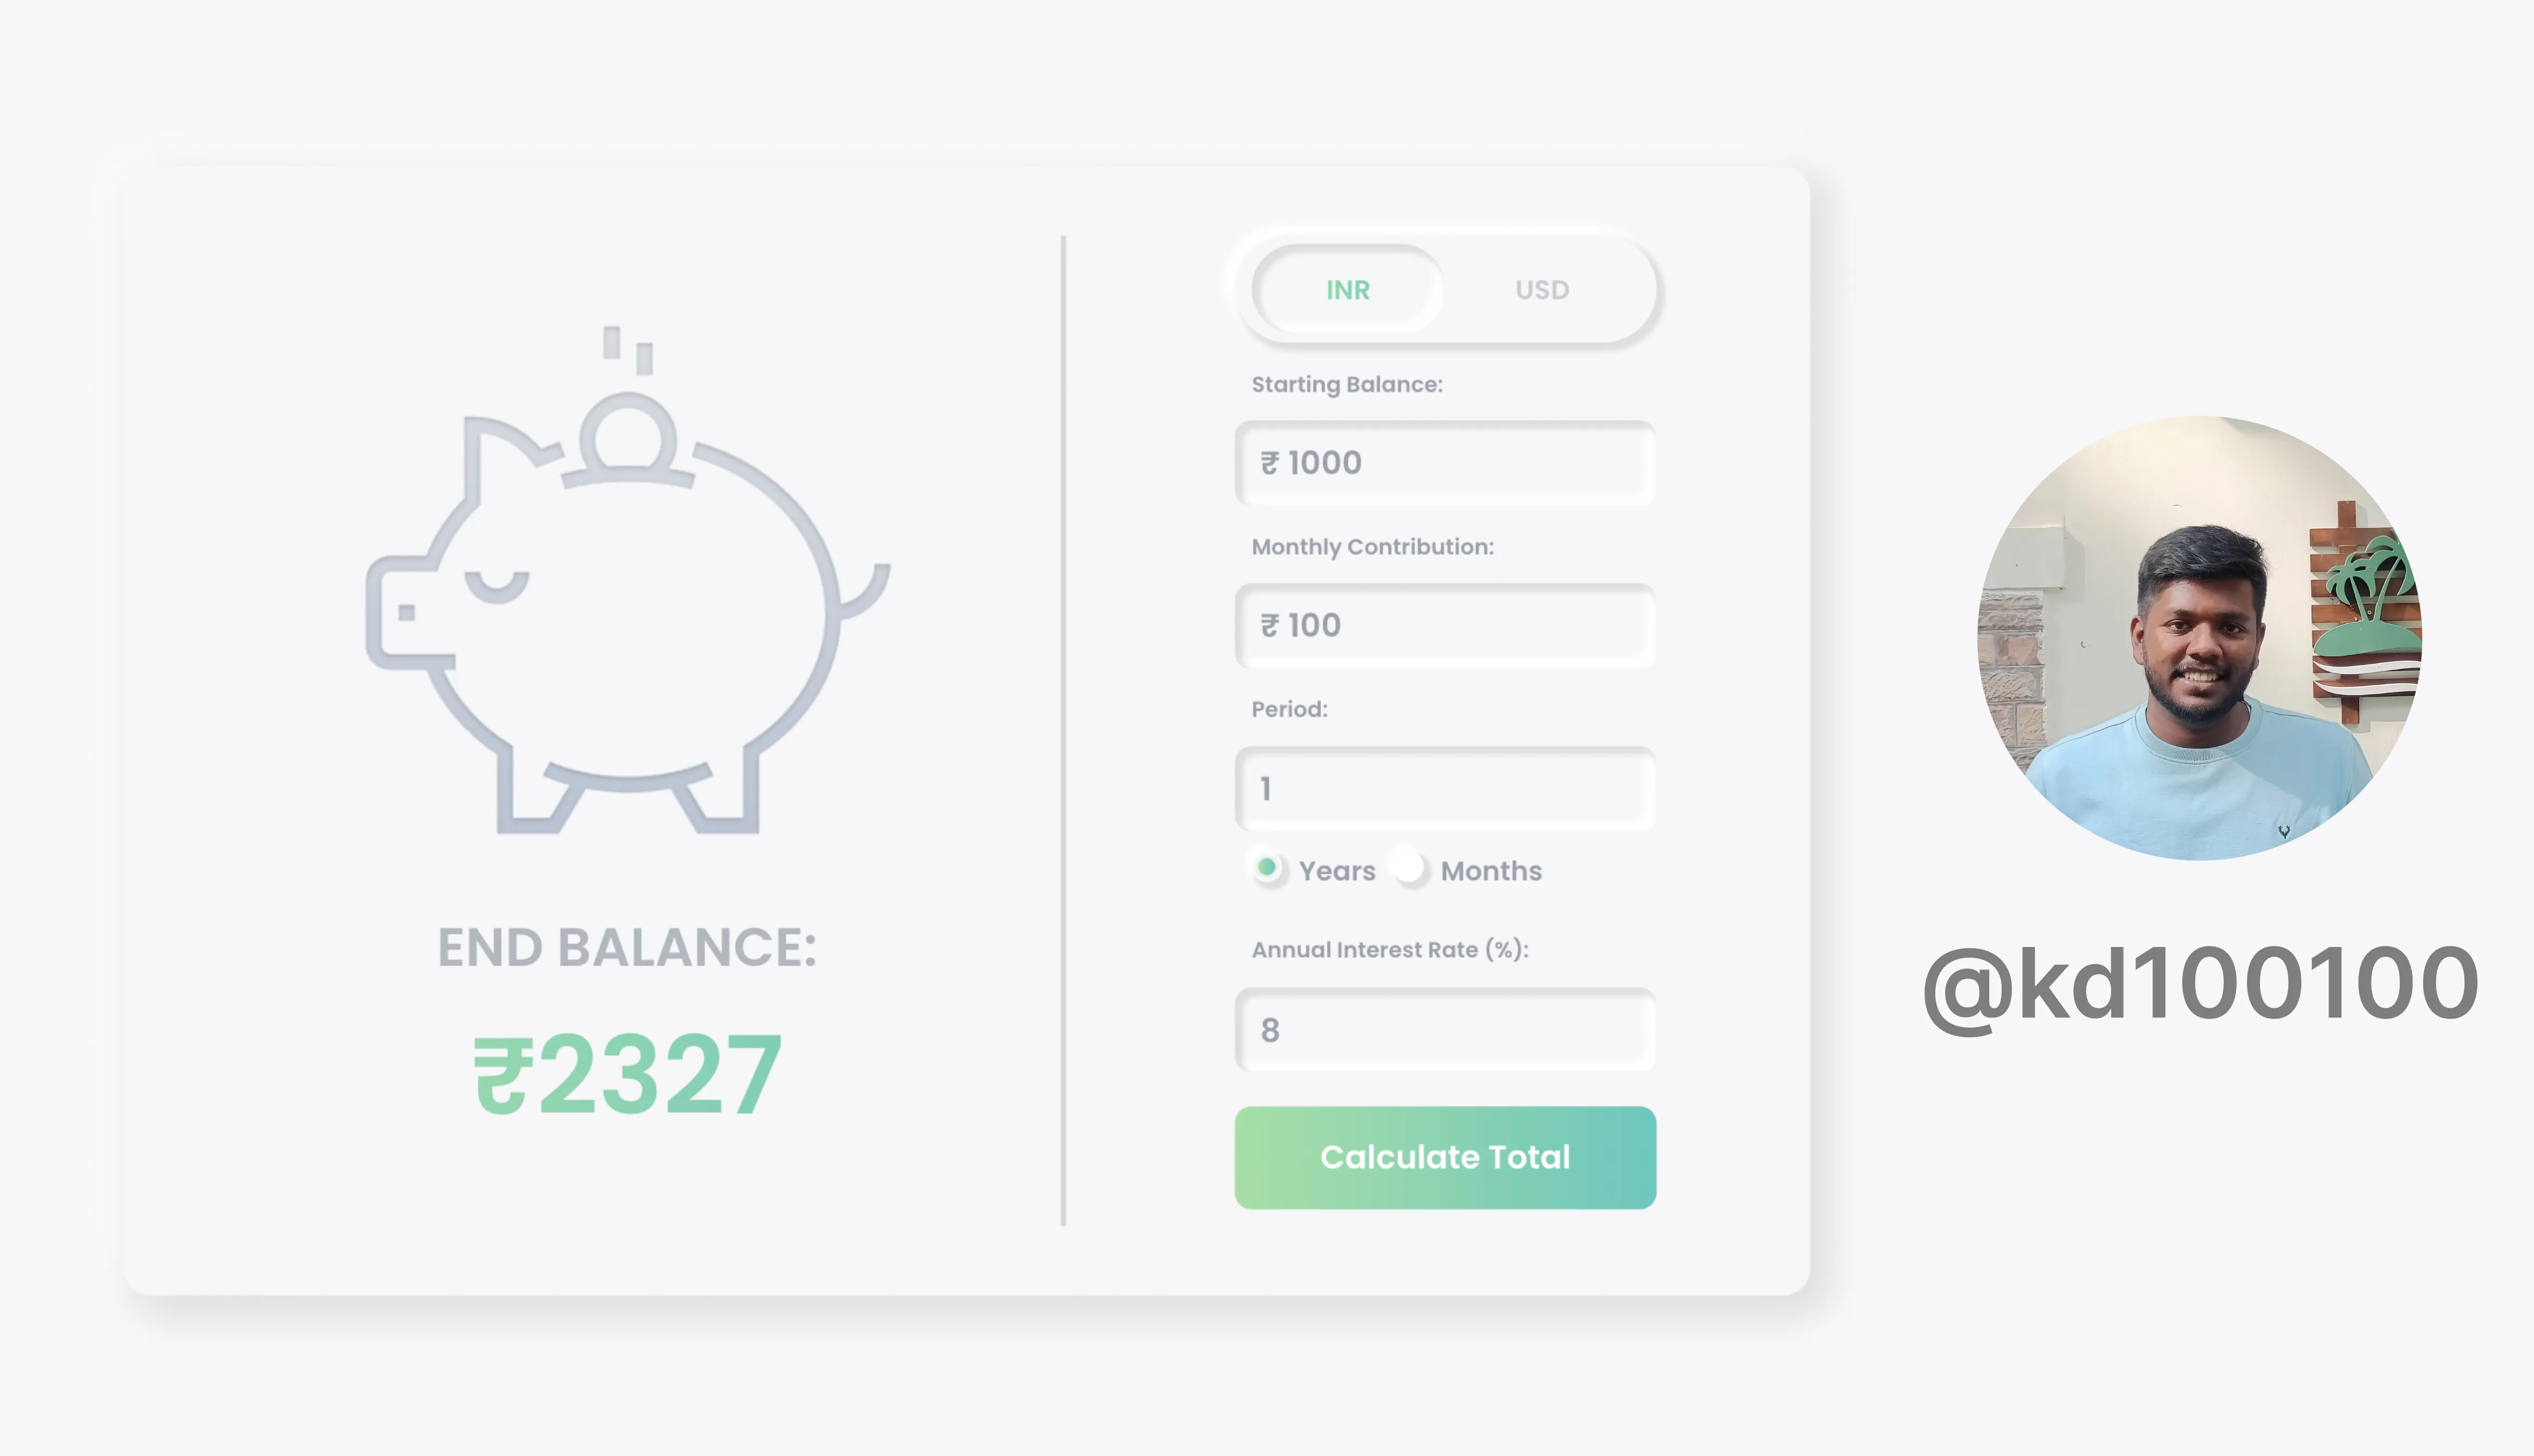 INR
USD
Starting Balance:
₹ 1000
Monthly Contribution:
₹ 100
Period:
1
Years
Months
Annual Interest Rate (%):
8
Calculate Total
END BALANCE:
₹2327
@kd100100